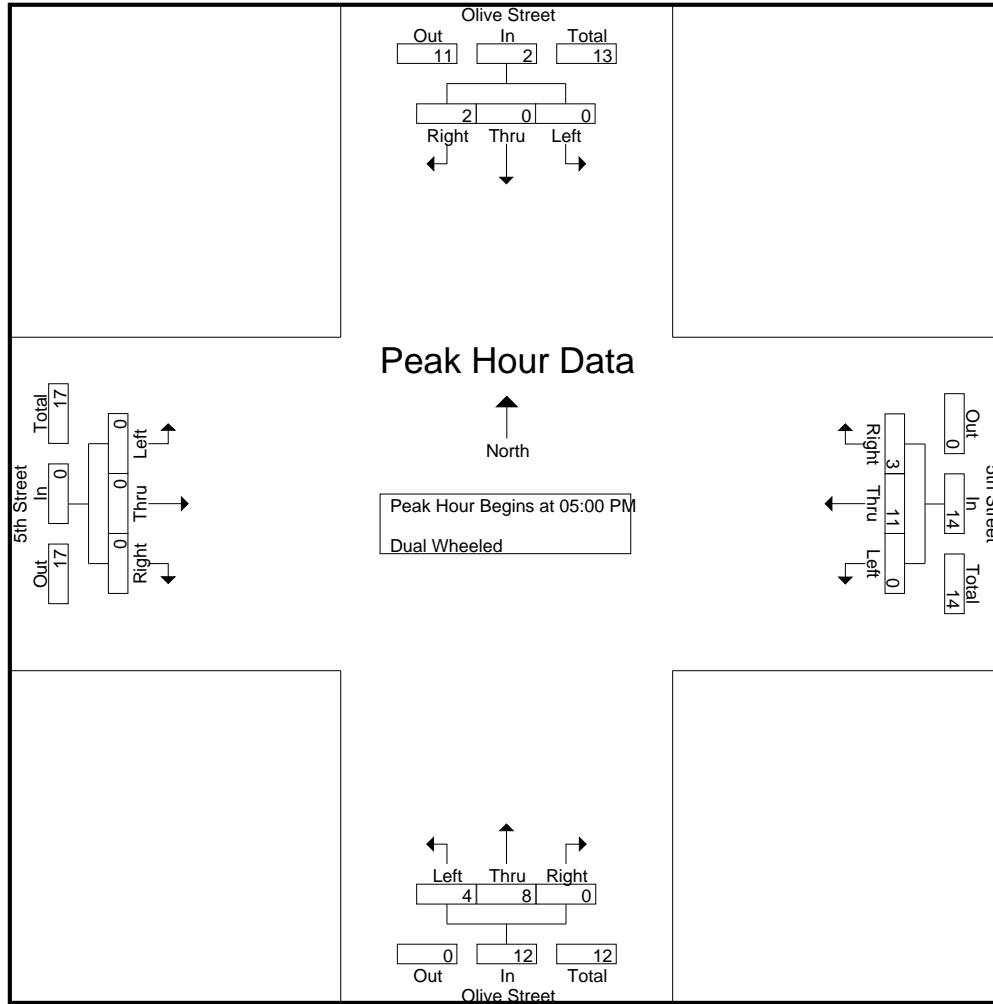 Olive Street
Out In Total
11 2 13
2 0 0
Right Thru Left
Peak Hour Data
North
Peak Hour Begins at 05:00 PM
Dual Wheeled
5th Street
Out In Total
17 0 17
0 0 0
Right Thru Left
5th Street
Out In Total
0 14 14
3 11 0
Right Thru Left
Left Thru Right
4 8 0
0 12 12
Out In Total
Olive Street